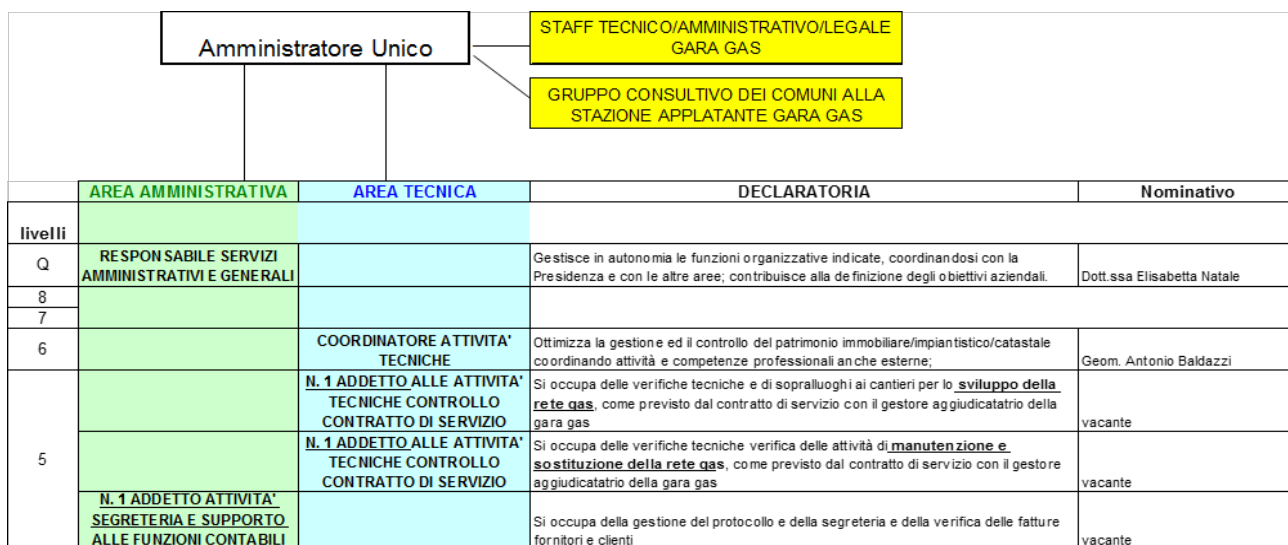 Amministratore Unico
STAFF TECNICO/AMMINISTRATIVO/LEGALE
GARA GAS
GRUPPO CONSULTIVO DEI COMUNI ALLA
STAZIONE APPLATANTE GARA GAS
AREA AMMINISTRATIVA
AREA TECNICA
DECLARATORIA
Nominativo
livelli
Q
RESPONSABILE SERVIZI
AMMINISTRATIVI E GENERALI
Gestisce in autonomia le funzioni organizzative indicate, coordinandosi con la
Presidenza e con le altre aree; contribuisce alla definizione degli obiettivi aziendali.
Dott.ssa Elisabetta Natale
8
7
6
COORDINATORE ATTIVITA'
TECNICHE
Ottimizza la gestione ed il controllo del patrimonio immobiliare/impiantistico/catastale
coordinando attività e competenze professionali anche esterne;
Geom. Antonio Baldazzi
5
N. 1 ADDETTO ALLE ATTIVITA'
TECNICHE CONTROLLO
CONTRATTO DI SERVIZIO
Si occupa delle verifiche tecniche e di sopralluoghi ai cantieri per lo sviluppo della
rete gas, come previsto dal contratto di servizio con il gestore aggiudicatatrio della
gara gas
vacante
N. 1 ADDETTO ALLE ATTIVITA'
TECNICHE CONTROLLO
CONTRATTO DI SERVIZIO
Si occupa delle verifiche tecniche verifica delle attività di manutenzione e
sostituzione della rete gas, come previsto dal contratto di servizio con il gestore
aggiudicatatrio della gara gas
vacante
N. 1 ADDETTO ATTIVITA'
SEGRETERIA E SUPPORTO
ALLE FUNZIONI CONTABILI
Si occupa della gestione del protocollo e della segreteria e della verifica delle fatture
fornitori e clienti
vacante